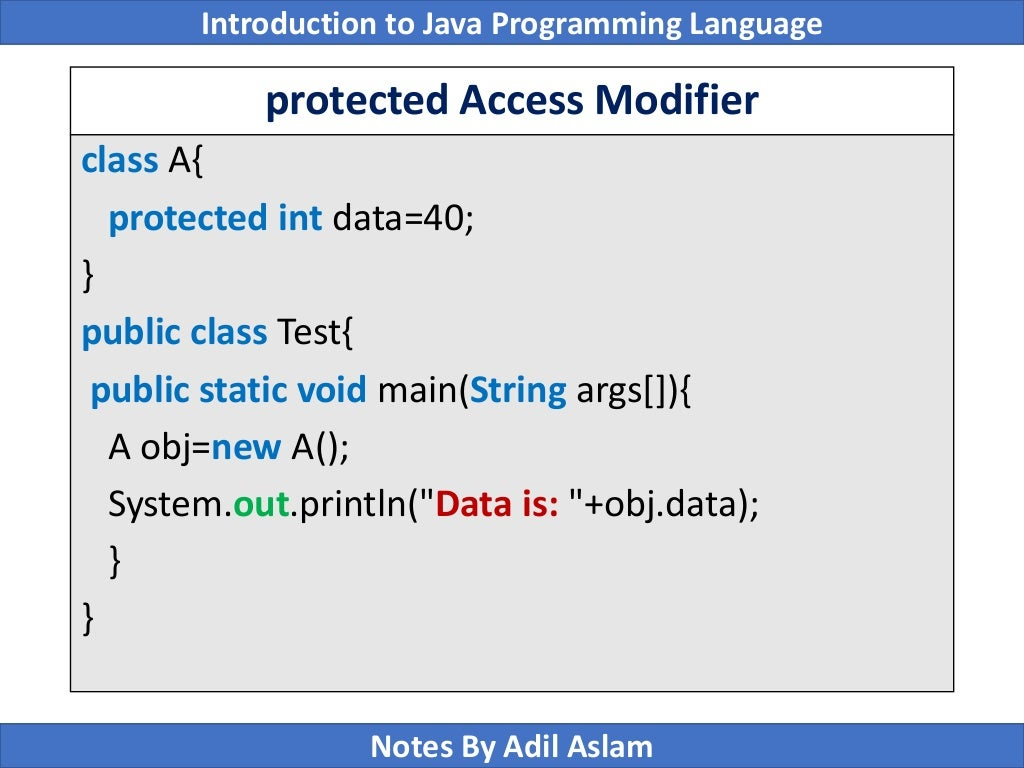 Introduction to Java Programming Language
protected Access Modifier
class A{
protected int data=40;
}
public class Test{
public static void main(String args[]){
A obj=new A();
System.out.println("Data is: "+obj.data);
}
}
Notes By Adil Aslam